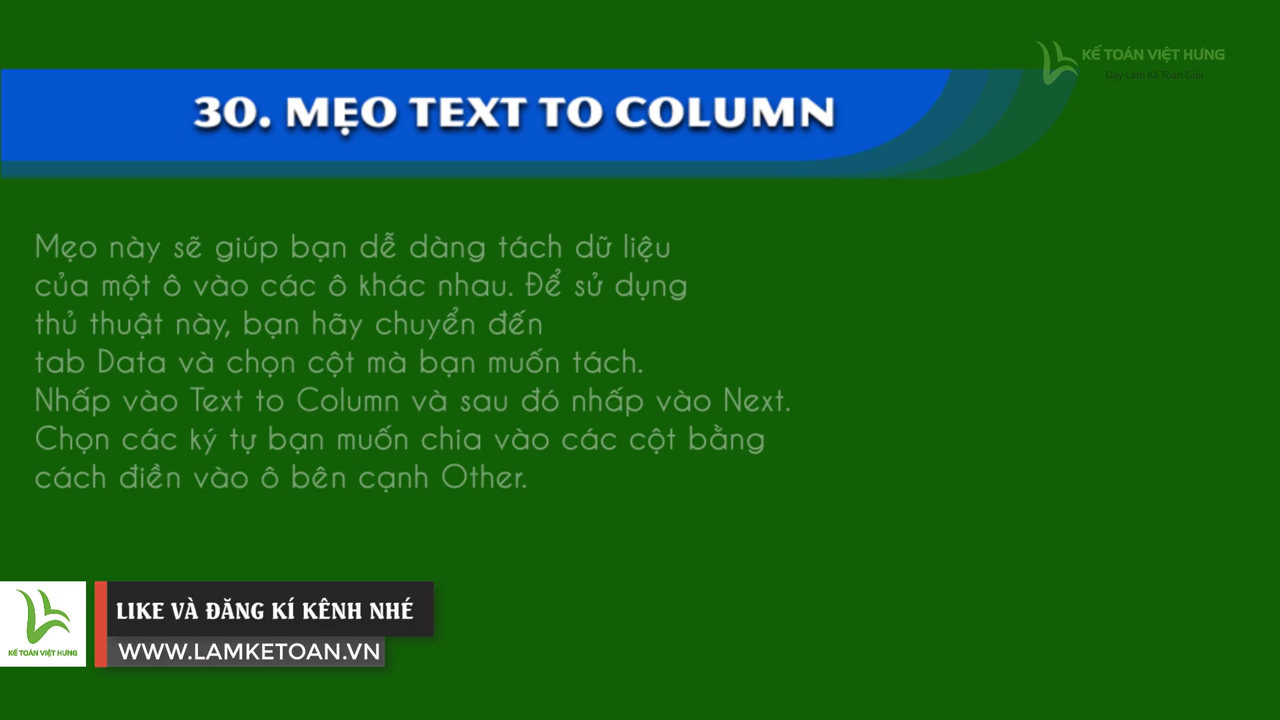 KẾ TOÁN VIỆT HƯNG
Dạy Làm Kế Toán Giỏi
30. MẸO TEXT TO COLUMN
Mẹo này sẽ giúp bạn dễ dàng tách dữ liệu
của một ô vào các ô khác nhau. Để sử dụng
thủ thuật này, bạn hãy chuyển đến
tab Data và chọn cột mà bạn muốn tách.
Nhấp vào Text to Column và sau đó nhấp vào Next.
Chọn các ký tự bạn muốn chia vào các cột bằng
cách điền vào ô bên cạnh Other.
LIKE VÀ ĐĂNG KÍ KÊNH NHÉ
WWW.LAMKETOAN.VN
KẾ TOÁN VIỆT HƯNG